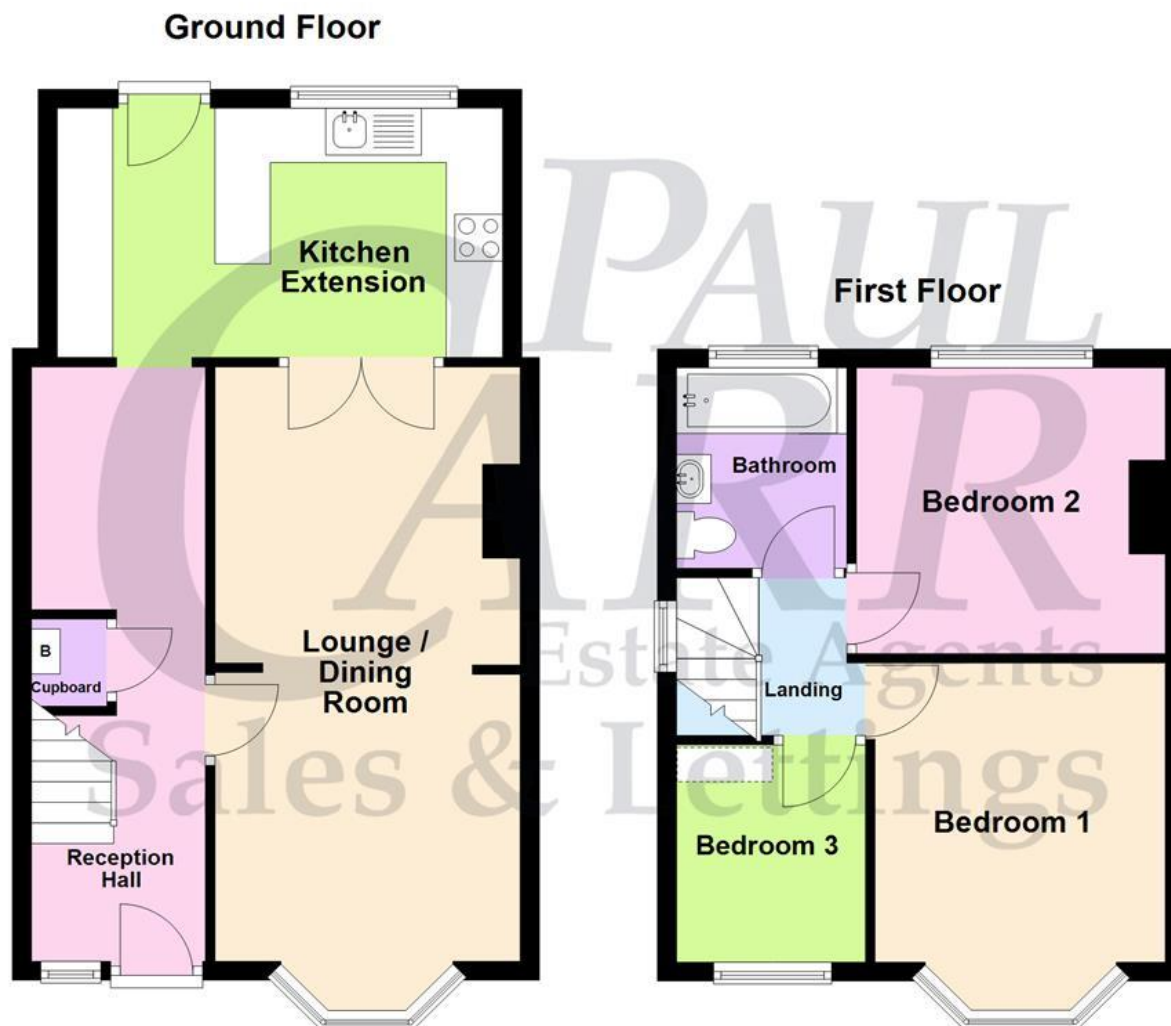 Ground Floor
Kitchen
Extension
Lounge /
Dining
Room
B
Cupboard
Reception
Hall
First Floor
Bathroom
Bedroom 2
Landing
Bedroom 3
Bedroom 1
PAUL
CARR
Estate Agents
Sales & Lettings